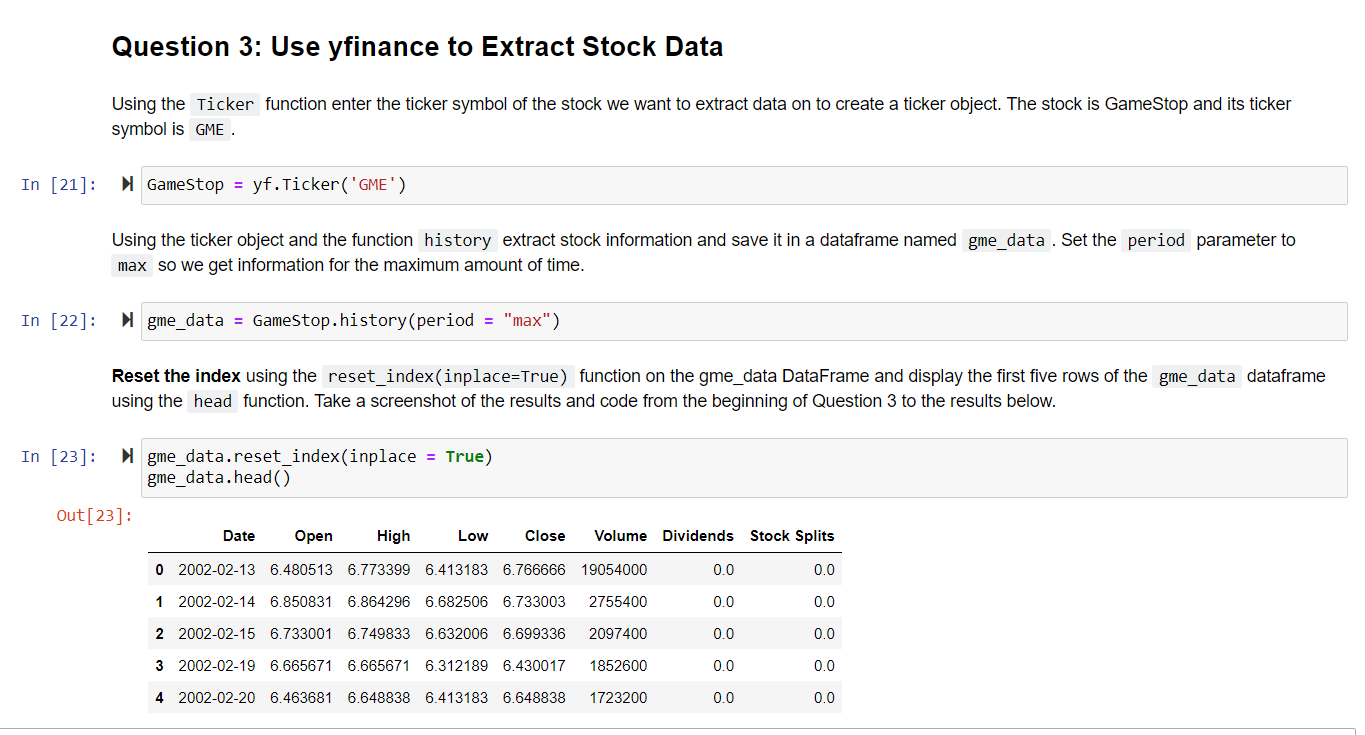 Question 3: Use yfinance to Extract Stock Data
Using the Ticker function enter the ticker symbol of the stock we want to extract data on to create a ticker object. The stock is GameStop and its ticker
symbol is GME .
In [21]: GameStop = yf.Ticker('GME')
Using the ticker object and the function history extract stock information and save it in a dataframe named gme_data . Set the period parameter to
max so we get information for the maximum amount of time.
In [22]: gme_data = GameStop.history(period = "max")
Reset the index using the reset_index(inplace=True) function on the gme_data DataFrame and display the first five rows of the gme_data dataframe
using the head function. Take a screenshot of the results and code from the beginning of Question 3 to the results below.
In [23]: gme_data.reset_index(inplace = True)
gme_data.head()
Out[23]:
Date Open High Low Close Volume Dividends Stock Splits
0 2002-02-13 6.480513 6.773399 6.413183 6.766666 19054000 0.0 0.0
1 2002-02-14 6.850831 6.864296 6.682506 6.733003 2755400 0.0 0.0
2 2002-02-15 6.733001 6.749833 6.632006 6.699336 2097400 0.0 0.0
3 2002-02-19 6.665671 6.665671 6.312189 6.430017 1852600 0.0 0.0
4 2002-02-20 6.463681 6.648838 6.413183 6.648838 1723200 0.0 0.0